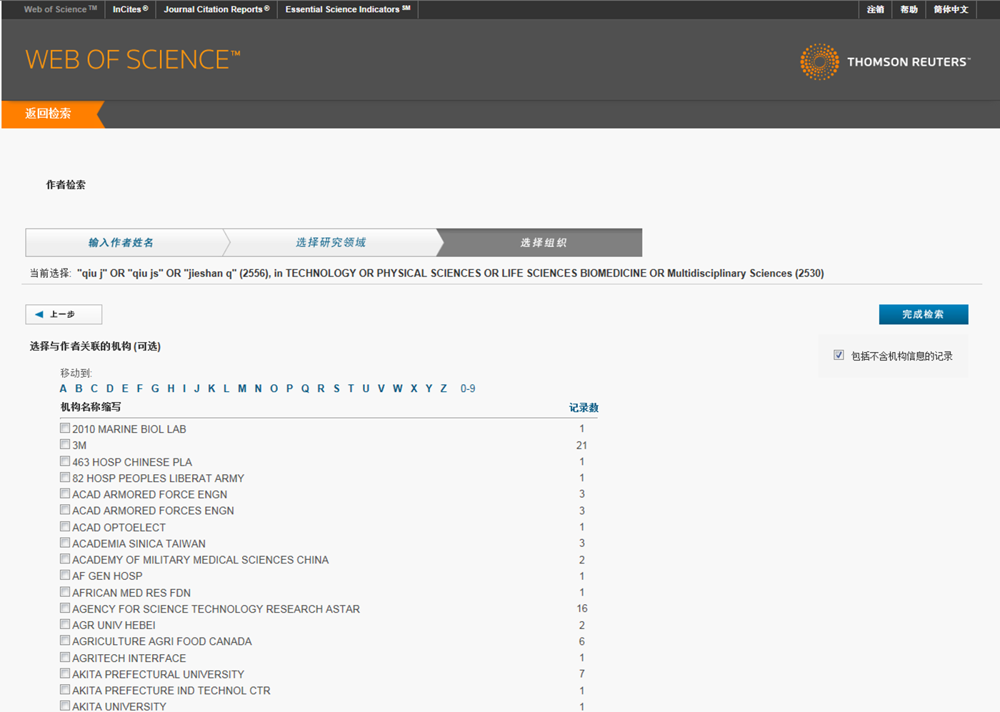 Web of Science™ InCites® Journal Citation Reports® Essential Science Indicators℠ 注销 帮助 简体中文
WEB OF SCIENCE™ THOMSON REUTERS™
返回检索
作者检索
输入作者姓名 选择研究领域 选择组织
当前选择: "qiu j" OR "qiu js" OR "jieshan q" (2556), in TECHNOLOGY OR PHYSICAL SCIENCES OR LIFE SCIENCES BIOMEDICINE OR Multidisciplinary Sciences (2530)
上一步 完成检索
选择与作者关联的机构 (可选) 包括不含机构信息的记录
移动到:
A B C D E F G H I J K L M N O P Q R S T U V W X Y Z 0-9
机构名称缩写 记录数
2010 MARINE BIOL LAB 1
3M 21
463 HOSP CHINESE PLA 1
82 HOSP PEOPLES LIBERAT ARMY 1
ACAD ARMORED FORCE ENGN 3
ACAD ARMORED FORCES ENGN 3
ACAD OPTOELECT 1
ACADEMIA SINICA TAIWAN 3
ACADEMY OF MILITARY MEDICAL SCIENCES CHINA 2
AF GEN HOSP 1
AFRICAN MED RES FDN 1
AGENCY FOR SCIENCE TECHNOLOGY RESEARCH ASTAR 16
AGR UNIV HEBEI 2
AGRICULTURE AGRI FOOD CANADA 6
AGRITECH INTERFACE 1
AKITA PREFECTURAL UNIVERSITY 7
AKITA PREFECTURE IND TECHNOL CTR 1
AKITA UNIVERSITY 1